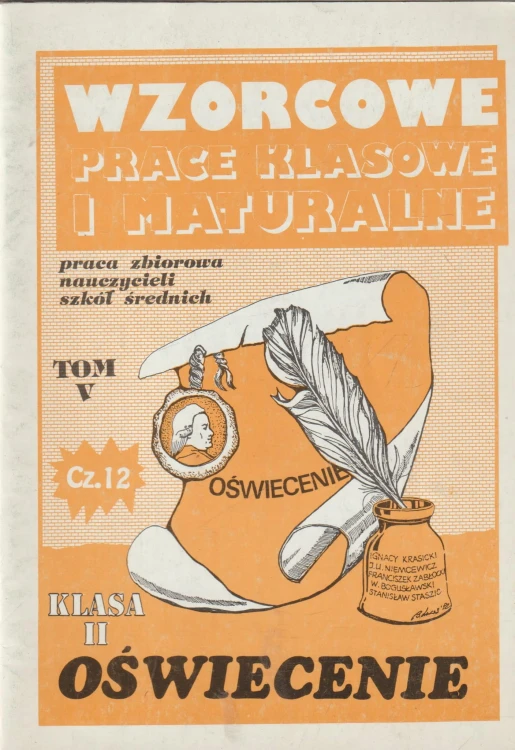 WZORCOWE
PRACE KLASOWE
I MATURALNE
praca zbiorowa
nauczycieli
szkół średnich
TOM
V
Cz.12
OŚWIECENIE
IGNACY KRASICKI
J.U. NIEMCEWICZ
FRANCISZEK ZABŁOCKI
W. BOGUSŁAWSKI
STANISŁAW STASZIC
KLASA
II
OŚWIECENIE